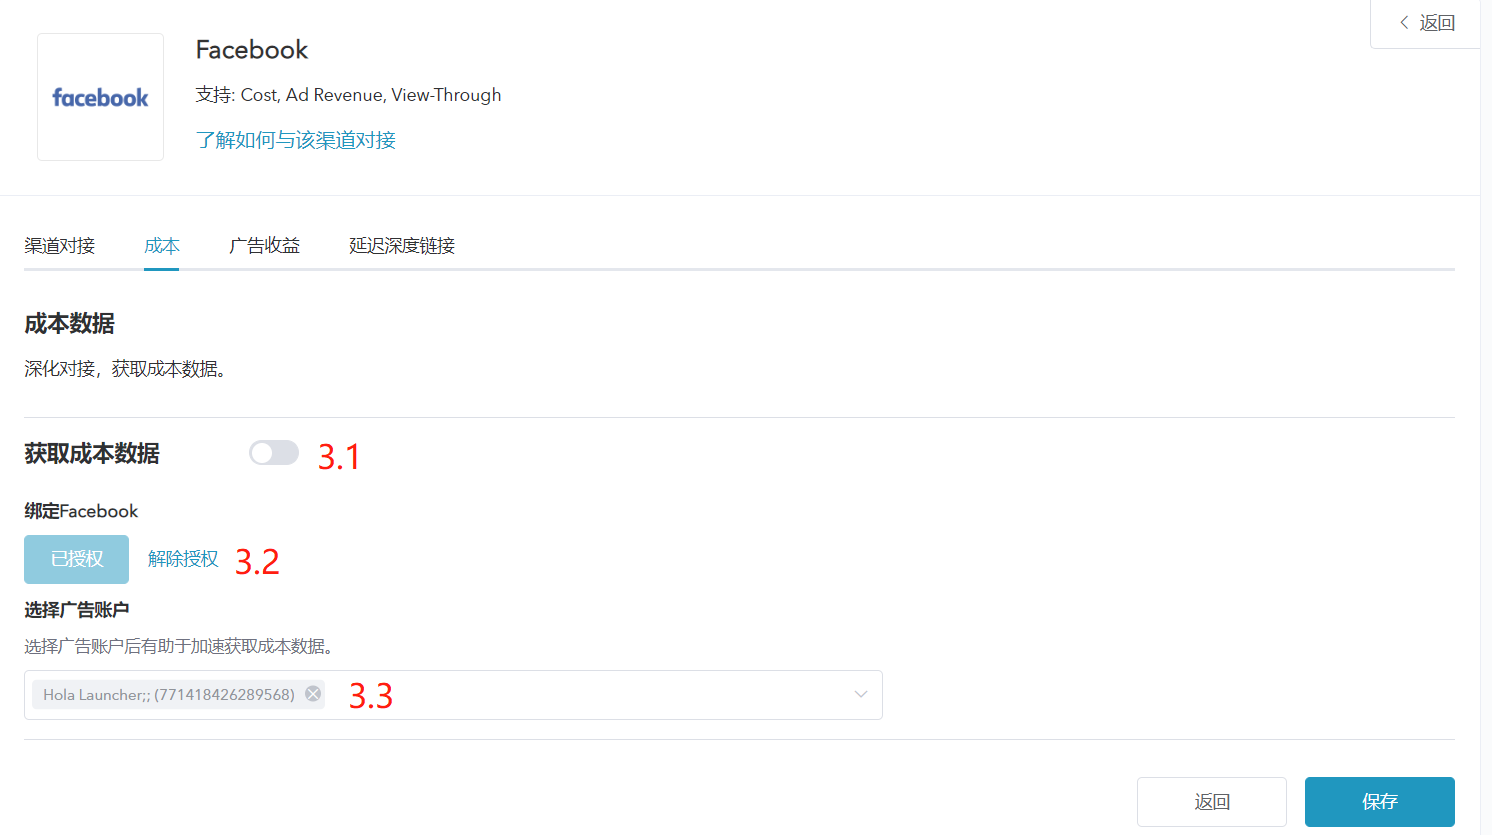 返回
facebook
Facebook
支持: Cost, Ad Revenue, View-Through
了解如何与该渠道对接
渠道对接 成本 广告收益 延迟深度链接
成本数据
深化对接，获取成本数据。
获取成本数据 3.1
绑定Facebook
已授权 解除授权 3.2
选择广告账户
选择广告账户后有助于加速获取成本数据。
Hola Launcher;; (771418426289568) 3.3
返回 保存